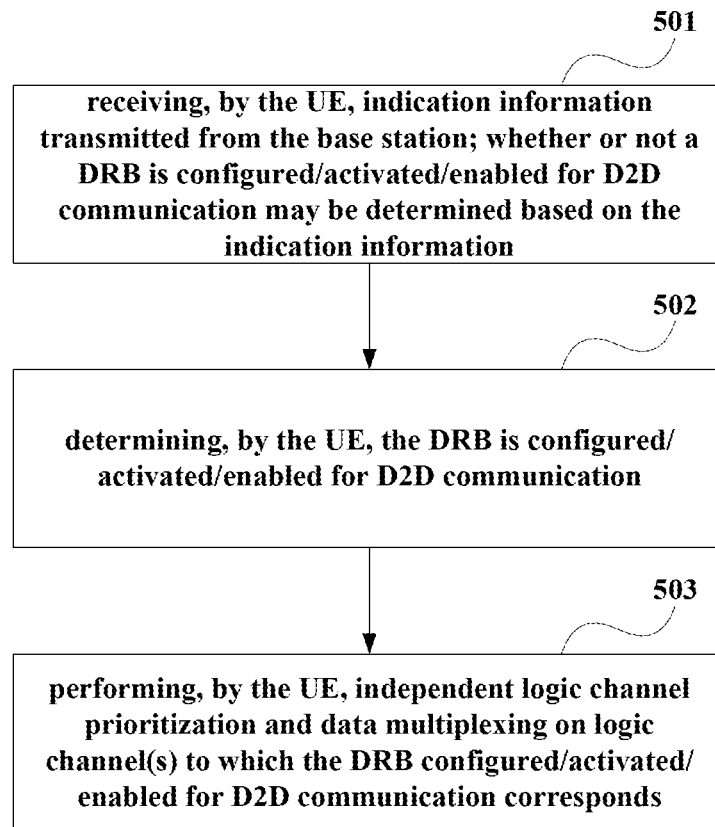 501
receiving, by the UE, indication information
transmitted from the base station; whether or not a
DRB is configured/activated/enabled for D2D
communication may be determined based on the
indication information
502
determining, by the UE, the DRB is configured/
activated/enabled for D2D communication
503
performing, by the UE, independent logic channel
prioritization and data multiplexing on logic
channel(s) to which the DRB configured/activated/
enabled for D2D communication corresponds